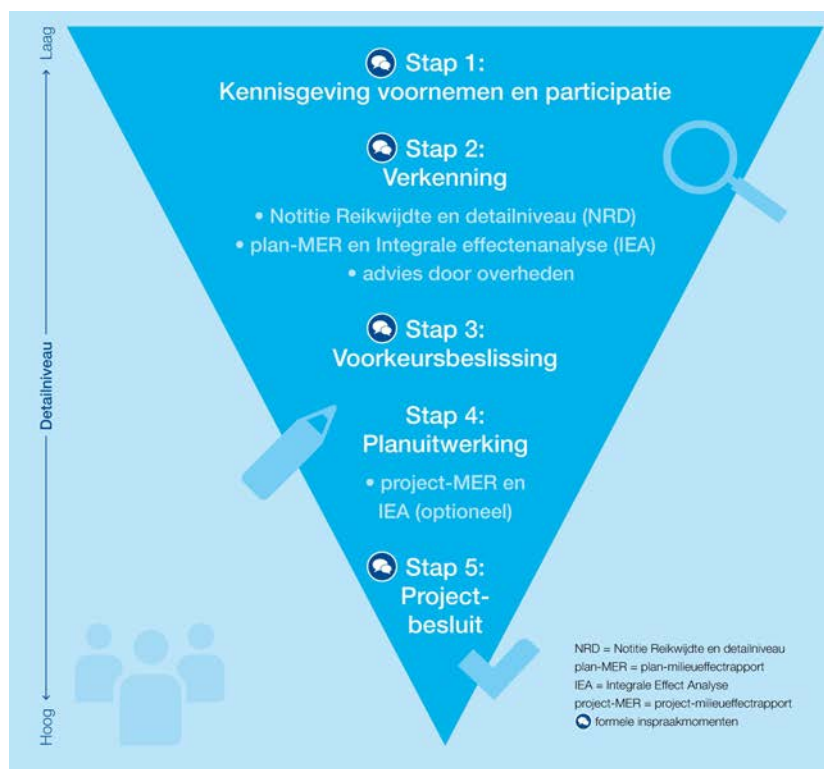 Laag
Detailniveau
Hoog
Stap 1:
Kennisgeving voornemen en participatie
Stap 2:
Verkenning
• Notitie Reikwijdte en detailniveau (NRD)
• plan-MER en Integrale effectenanalyse (IEA)
• advies door overheden
Stap 3:
Voorkeursbeslissing
Stap 4:
Planuitwerking
• project-MER en
IEA (optioneel)
Stap 5:
Project-
besluit
NRD = Notitie Reikwijdte en detailniveau
plan-MER = plan-milieueffectrapport
IEA = Integrale Effect Analyse
project-MER = project-milieueffectrapport
formele inspraakmomenten